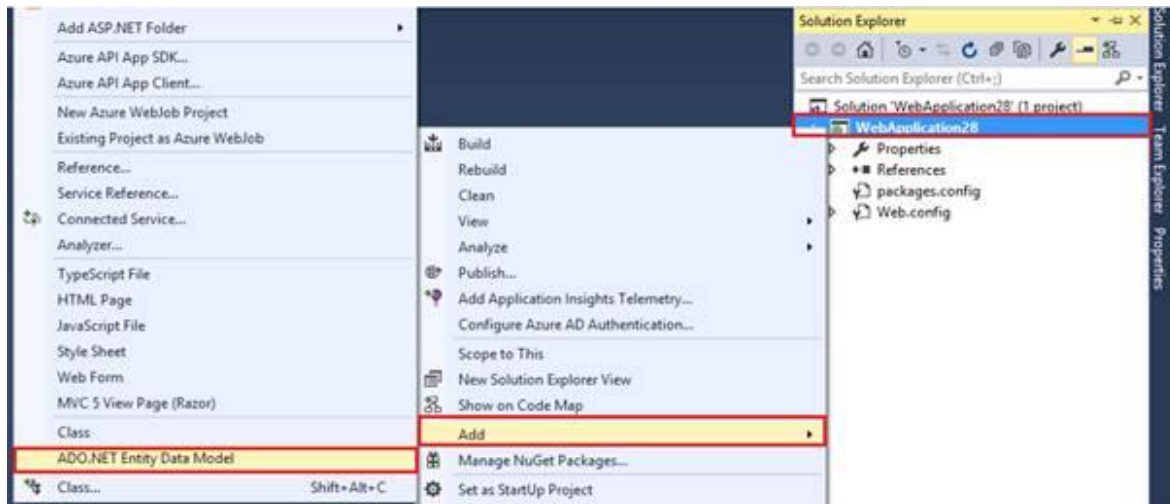 Add ASP.NET Folder
Azure API App SDK...
Azure API App Client...
New Azure WebJob Project
Existing Project as Azure WebJob
Reference...
Service Reference...
Connected Service...
Analyzer...
TypeScript File
HTML Page
JavaScript File
Style Sheet
Web Form
MVC 5 View Page (Razor)
Class
ADO.NET Entity Data Model
Class... Shift+Alt+C
Build
Rebuild
Clean
View
Analyze
Publish...
Add Application Insights Telemetry...
Configure Azure AD Authentication...
Scope to This
New Solution Explorer View
Show on Code Map
Add
Manage NuGet Packages...
Set as StartUp Project
Solution Explorer
Search Solution Explorer (Ctrl+;)
Solution 'WebApplication28' (1 project)
WebApplication28
Properties
References
packages.config
Web.config
Solution Explorer
Team Explorer
Properties